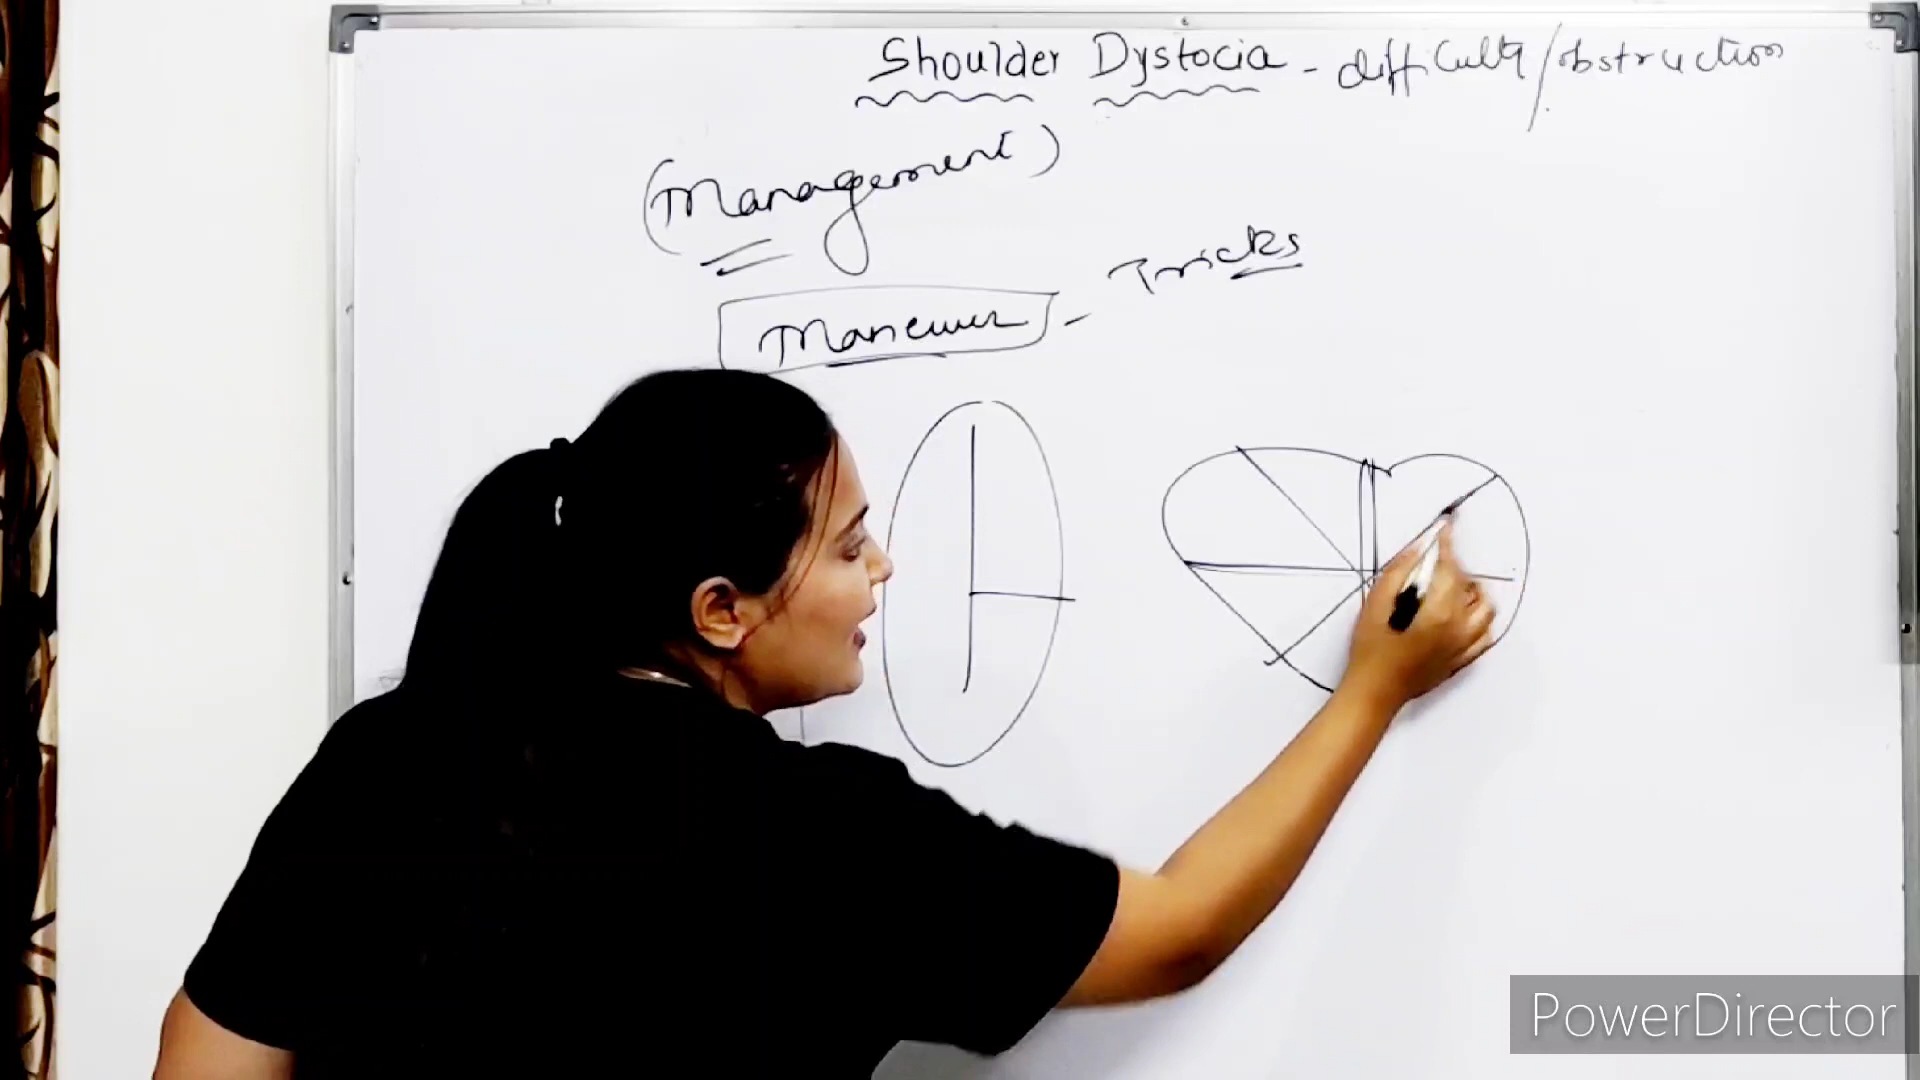 Shoulder Dystocia - difficulty/obstruction
(Management)
Maneuver - Tricks
PowerDirector